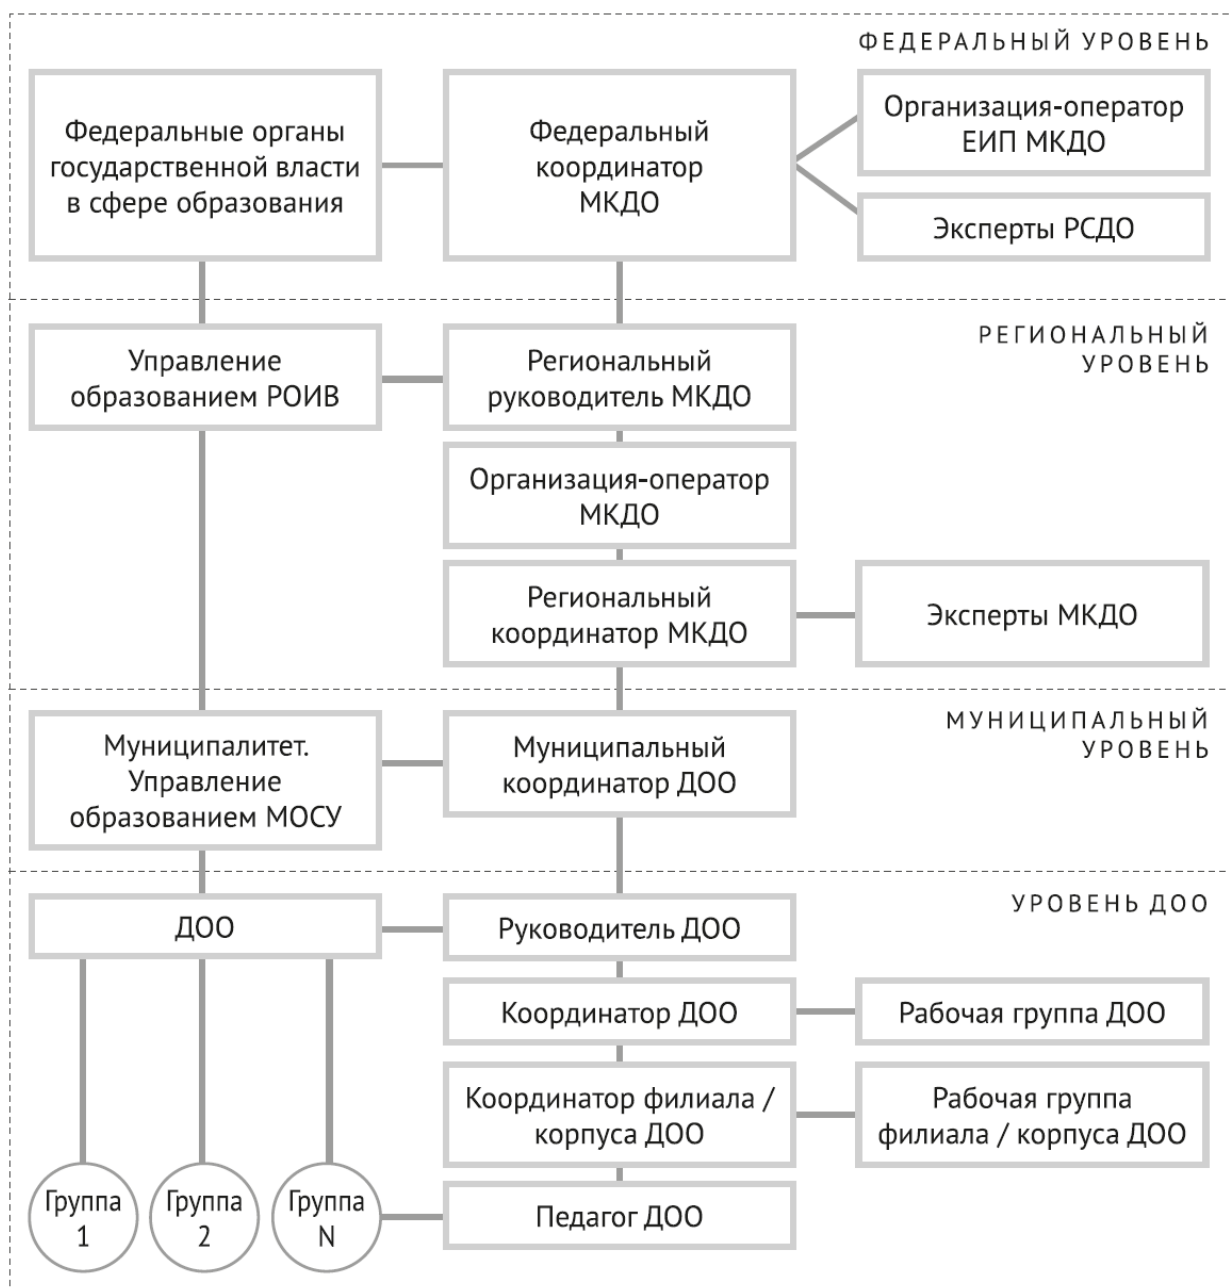 ФЕДЕРАЛЬНЫЙ УРОВЕНЬ
Федеральные органы
государственной власти
в сфере образования
Федеральный
координатор
МКДО
Организация-оператор
ЕИП МКДО
Эксперты РСДО
РЕГИОНАЛЬНЫЙ
УРОВЕНЬ
Управление
образованием РОИВ
Региональный
руководитель МКДО
Организация-оператор
МКДО
Региональный
координатор МКДО
Эксперты МКДО
МУНИЦИПАЛЬНЫЙ
УРОВЕНЬ
Муниципалитет.
Управление
образованием МОСУ
Муниципальный
координатор ДОО
УРОВЕНЬ ДОО
ДОО
Руководитель ДОО
Координатор ДОО
Рабочая группа ДОО
Координатор филиала /
корпуса ДОО
Рабочая группа
филиала / корпуса ДОО
Группа
1
Группа
2
Группа
N
Педагог ДОО